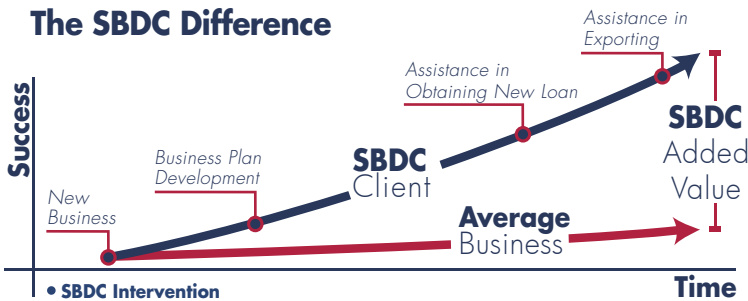 The SBDC Difference
Assistance in
Exporting
Assistance in
Obtaining New Loan
Success
SBDC
Added
Value
Business Plan
Development
SBDC
Client
New
Business
Average
Business
• SBDC Intervention
Time